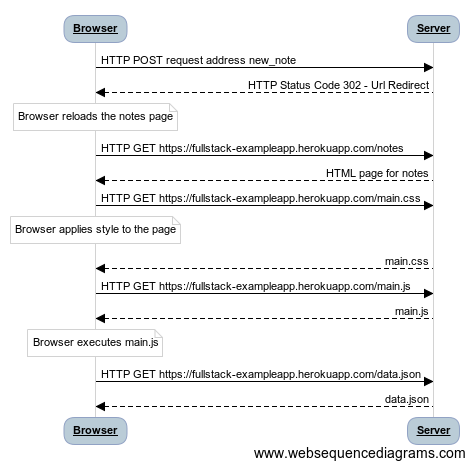 Browser
Server
HTTP POST request address new_note
HTTP Status Code 302 - Url Redirect
Browser reloads the notes page
HTTP GET https://fullstack-exampleapp.herokuapp.com/notes
HTML page for notes
HTTP GET https://fullstack-exampleapp.herokuapp.com/main.css
Browser applies style to the page
main.css
HTTP GET https://fullstack-exampleapp.herokuapp.com/main.js
main.js
Browser executes main.js
HTTP GET https://fullstack-exampleapp.herokuapp.com/data.json
data.json
Browser
Server
www.websequencediagrams.com